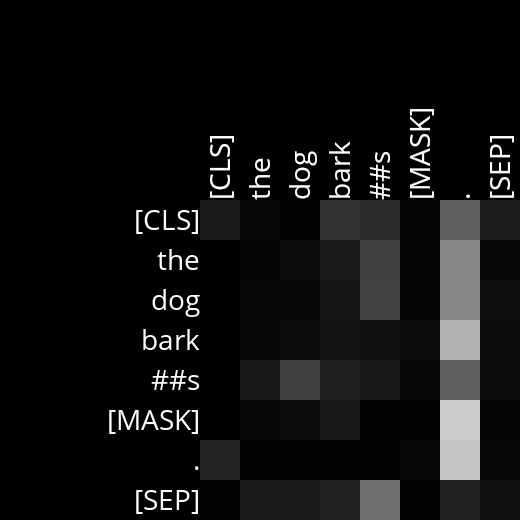 [CLS] the dog bark ##s [MASK] . [SEP]
[CLS]
the
dog
bark
##s
[MASK]
.
[SEP]